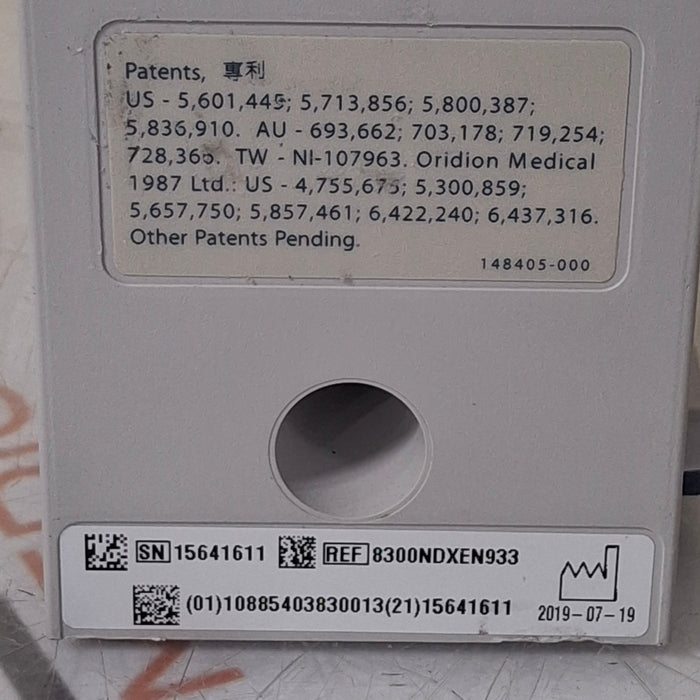 Patents, 專利
US - 5,601,445; 5,713,856; 5,800,387;
5,836,910. AU - 693,662; 703,178; 719,254;
728,366. TW - NI-107963. Oridion Medical
1987 Ltd.: US - 4,755,675; 5,300,859;
5,657,750; 5,857,461; 6,422,240; 6,437,316.
Other Patents Pending.
148405-000
SN 15641611 REF 8300NDXEN933
(01)10885403830013(21)15641611
2019-07-19